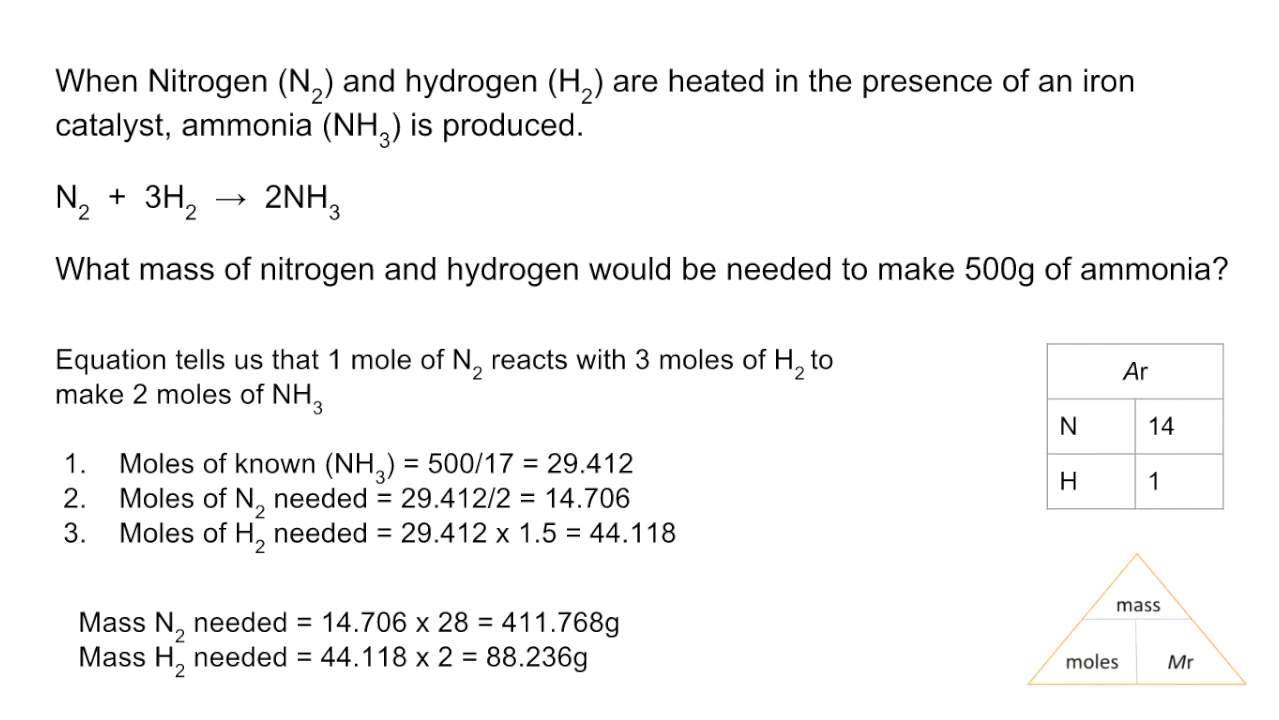 When Nitrogen (N₂) and hydrogen (H₂) are heated in the presence of an iron
catalyst, ammonia (NH₃) is produced.
N₂ + 3H₂ → 2NH₃
What mass of nitrogen and hydrogen would be needed to make 500g of ammonia?
Equation tells us that 1 mole of N₂ reacts with 3 moles of H₂ to
make 2 moles of NH₃
1. Moles of known (NH₃) = 500/17 = 29.412
2. Moles of N₂ needed = 29.412/2 = 14.706
3. Moles of H₂ needed = 29.412 x 1.5 = 44.118
Mass N₂ needed = 14.706 x 28 = 411.768g
Mass H₂ needed = 44.118 x 2 = 88.236g
Ar
N 14
H 1
mass
moles Mr